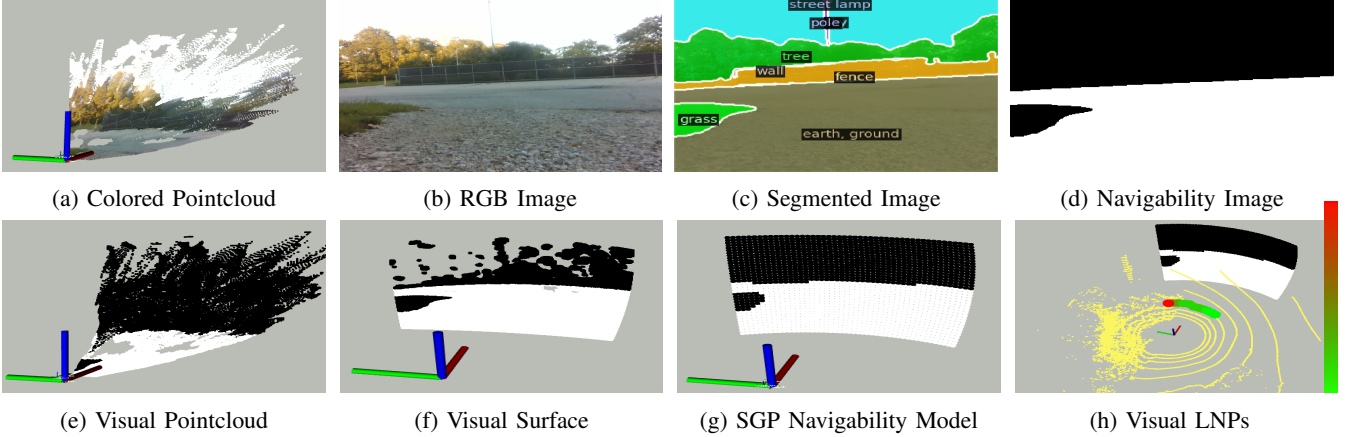 street lamp
pole/
tree
wall
fence
grass
earth, ground
(a) Colored Pointcloud
(b) RGB Image
(c) Segmented Image
(d) Navigability Image
(e) Visual Pointcloud
(f) Visual Surface
(g) SGP Navigability Model
(h) Visual LNPs